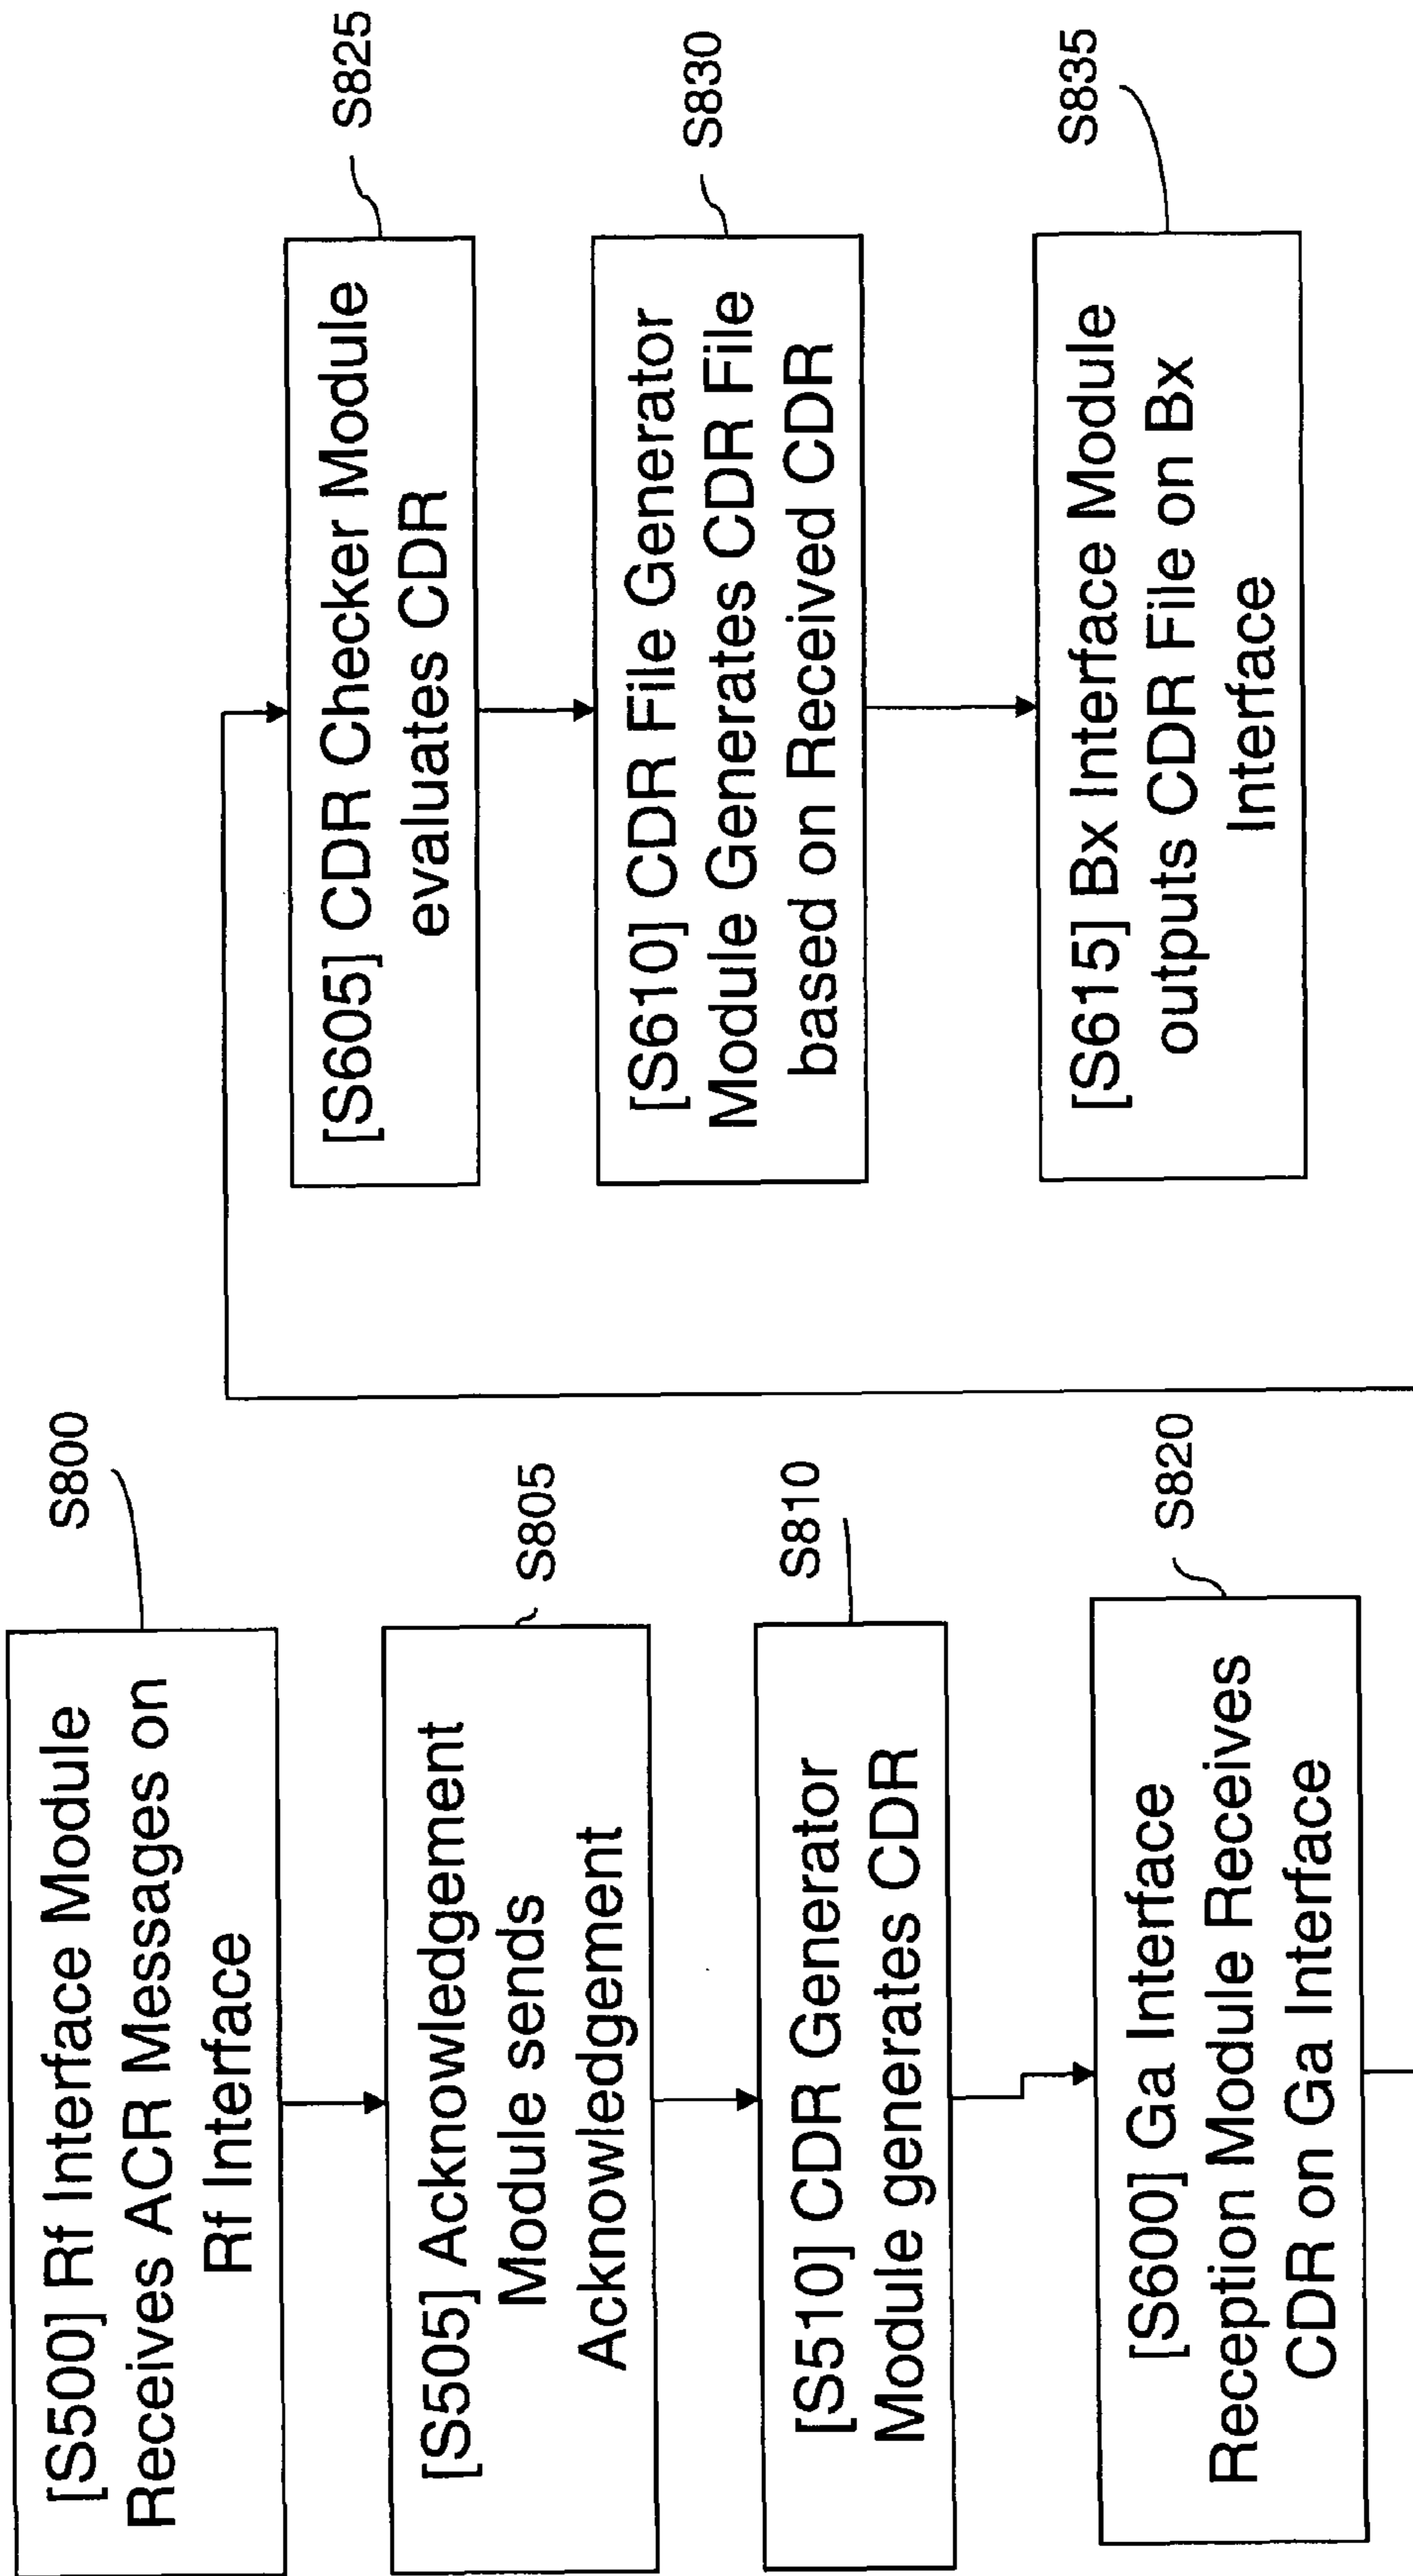 [S500] Rf Interface Module
Receives ACR Messages on
Rf Interface
S800
[S505] Acknowledgement
Module sends
Acknowledgement
S805
[S510] CDR Generator
Module generates CDR
S810
[S600] Ga Interface
Reception Module Receives
CDR on Ga Interface
S820
[S605] CDR Checker Module
evaluates CDR
S825
[S610] CDR File Generator
Module Generates CDR File
based on Received CDR
S830
[S615] Bx Interface Module
outputs CDR File on Bx
Interface
S835